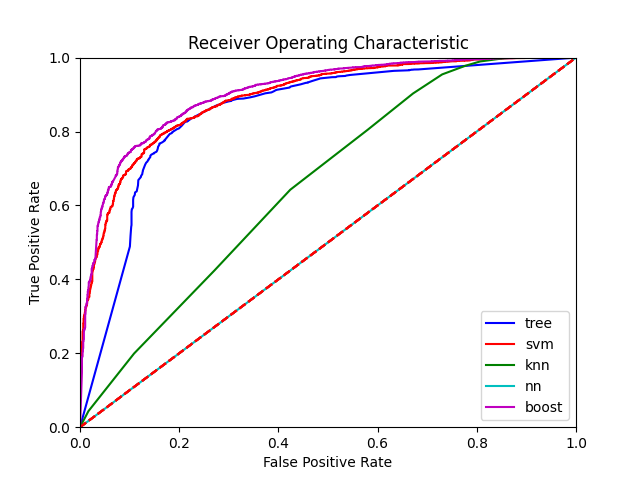 Receiver Operating Characteristic
True Positive Rate
1.0
0.8
0.6
0.4
0.2
0.0
tree
svm
knn
nn
boost
0.0 0.2 0.4 0.6 0.8 1.0
False Positive Rate